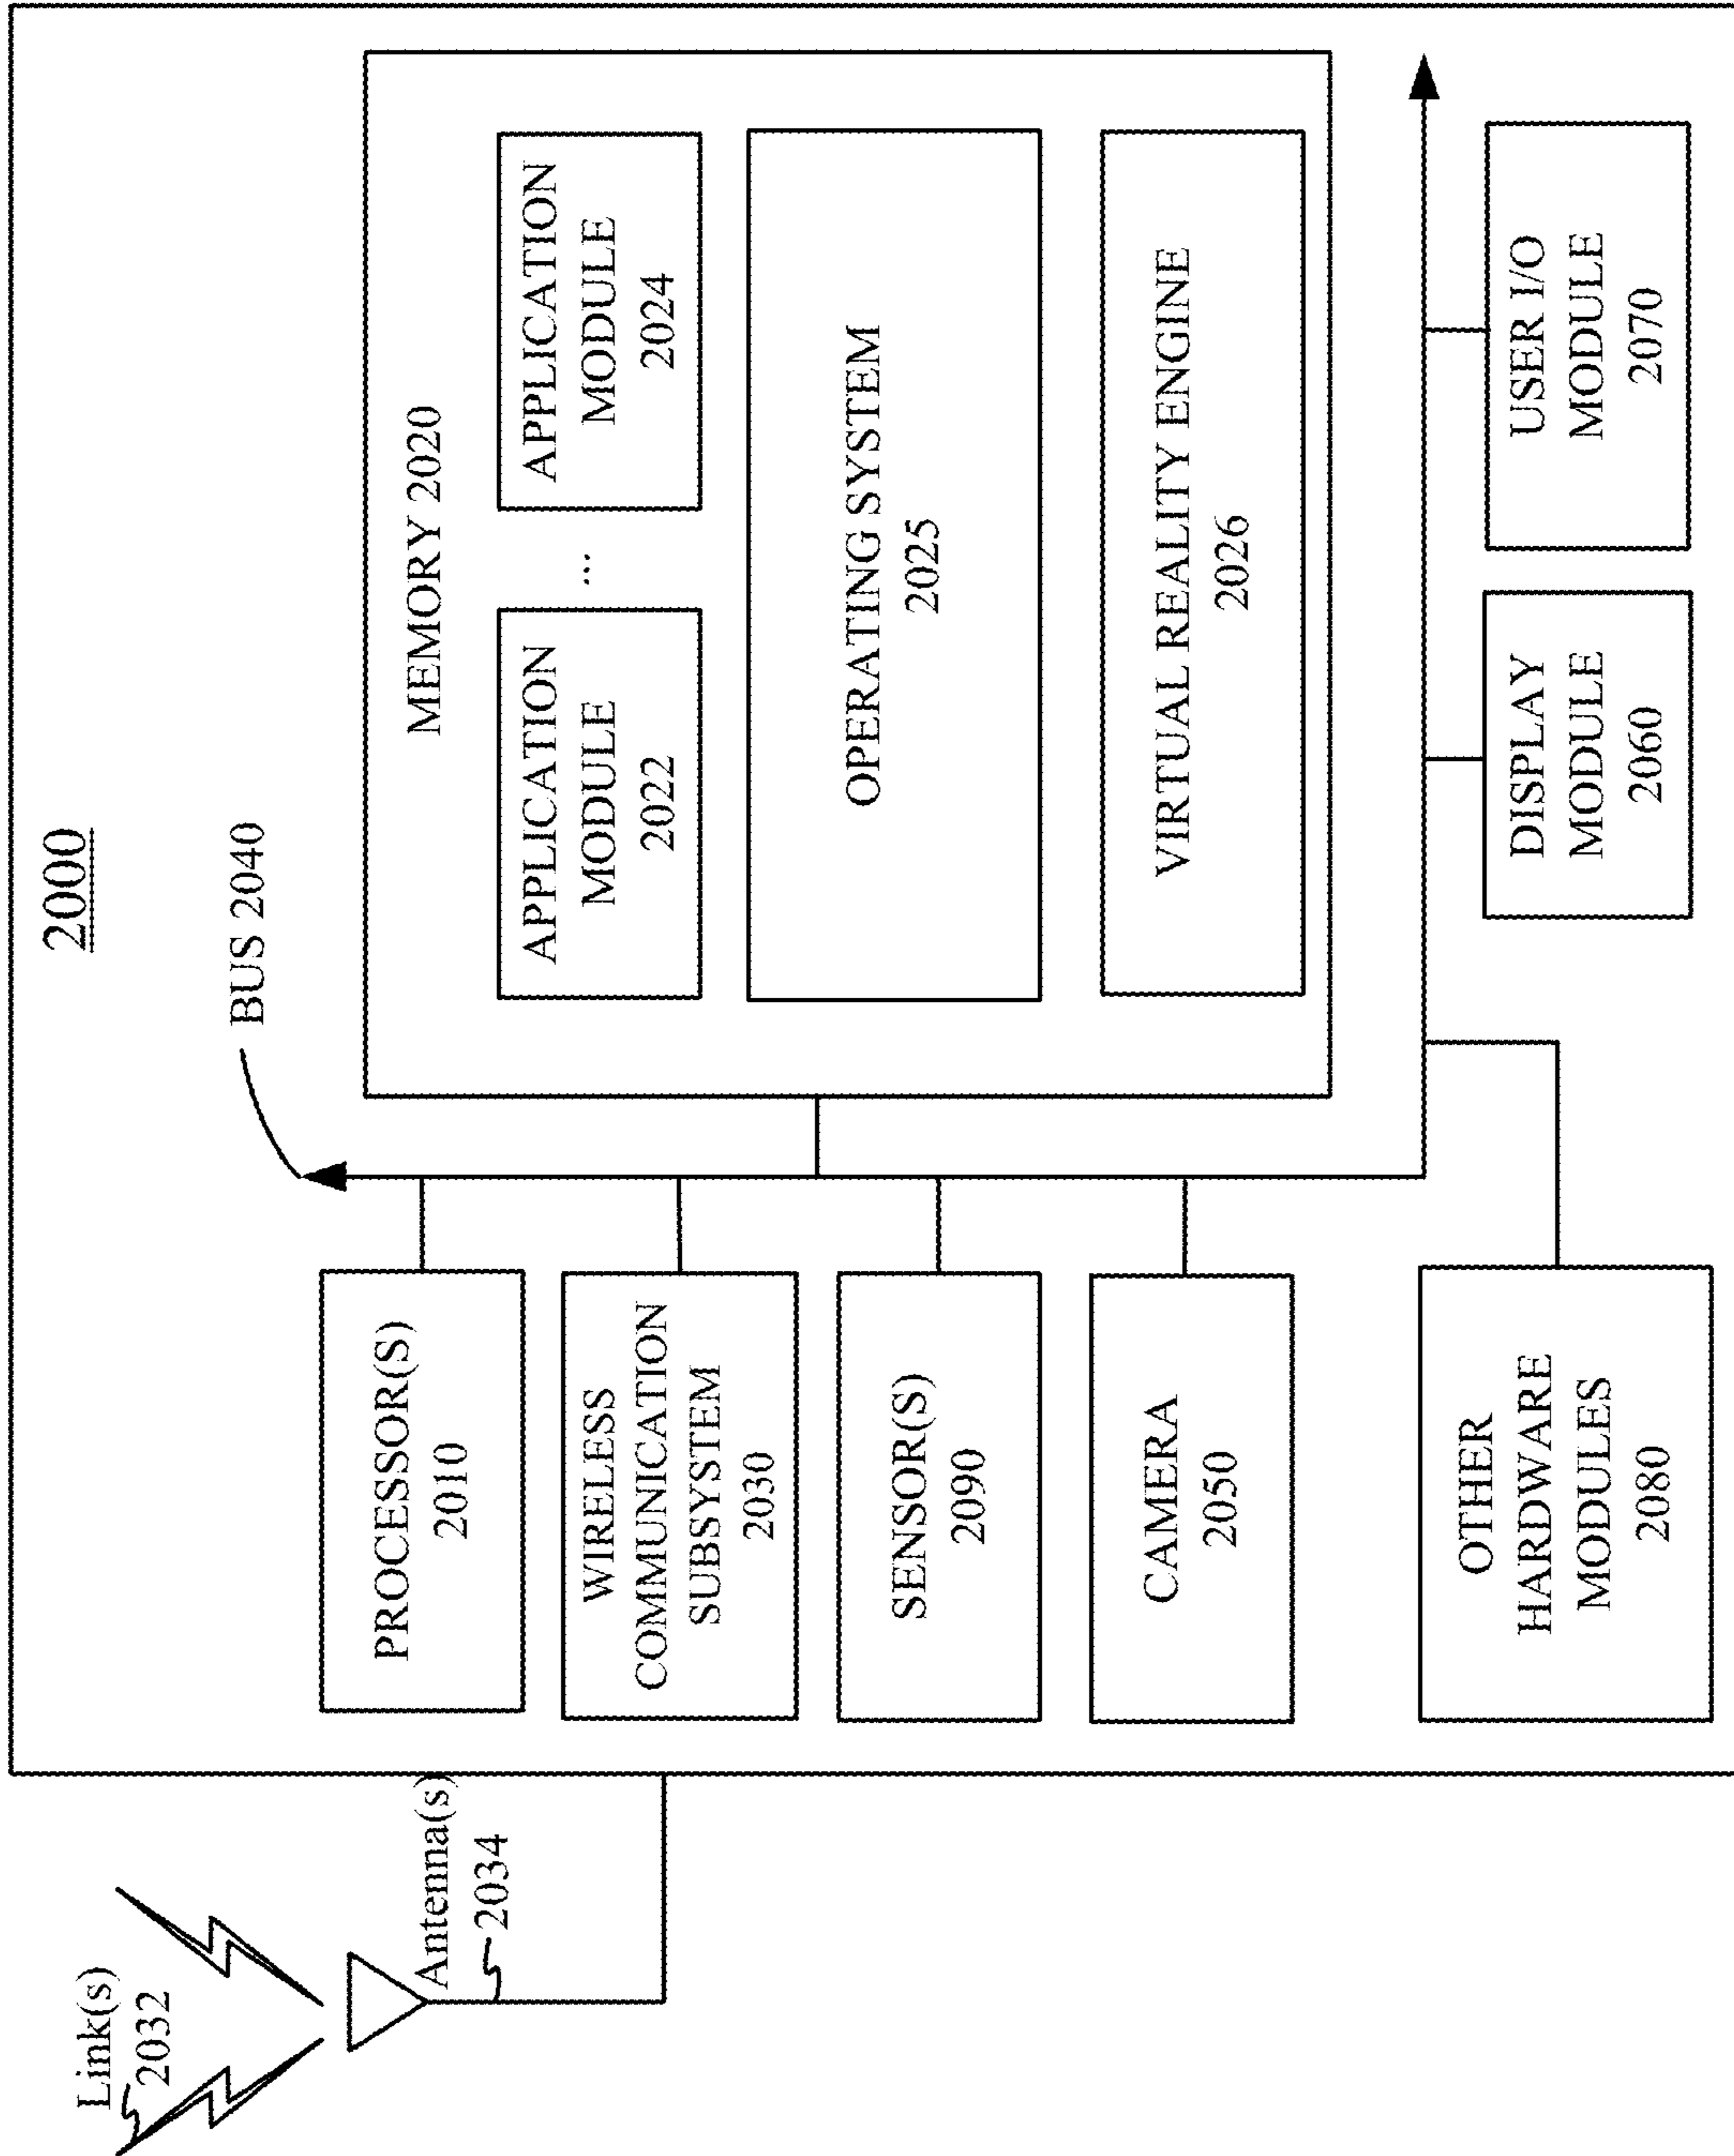 2000
BUS 2040
Link(s)
2032
Antenna(s)
2034
PROCESSOR(S)
2010
WIRELESS
COMMUNICATION
SUBSYSTEM
2030
SENSOR(S)
2090
CAMERA
2050
OTHER
HARDWARE
MODULES
2080
MEMORY 2020
APPLICATION
MODULE
2022
...
APPLICATION
MODULE
2024
OPERATING SYSTEM
2025
VIRTUAL REALITY ENGINE
2026
DISPLAY
MODULE
2060
USER I/O
MODULE
2070